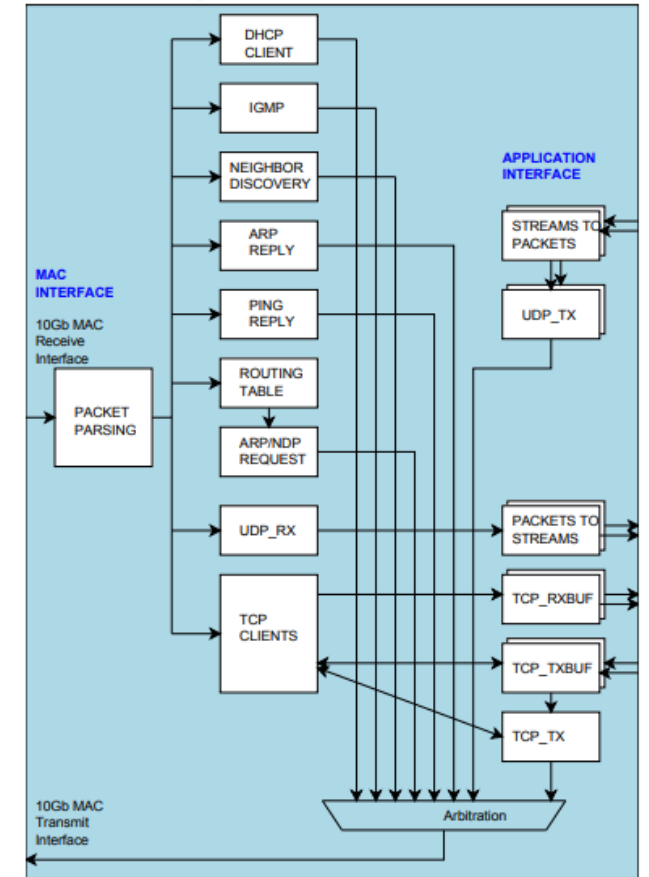 DHCP
CLIENT
IGMP
NEIGHBOR
DISCOVERY
ARP
REPLY
PING
REPLY
ROUTING
TABLE
ARP/NDP
REQUEST
UDP_RX
TCP
CLIENTS
MAC
INTERFACE
10Gb MAC
Receive
Interface
PACKET
PARSING
APPLICATION
INTERFACE
STREAMS TO
PACKETS
UDP_TX
PACKETS TO
STREAMS
TCP_RXBUF
TCP_TXBUF
TCP_TX
Arbitration
10Gb MAC
Transmit
Interface